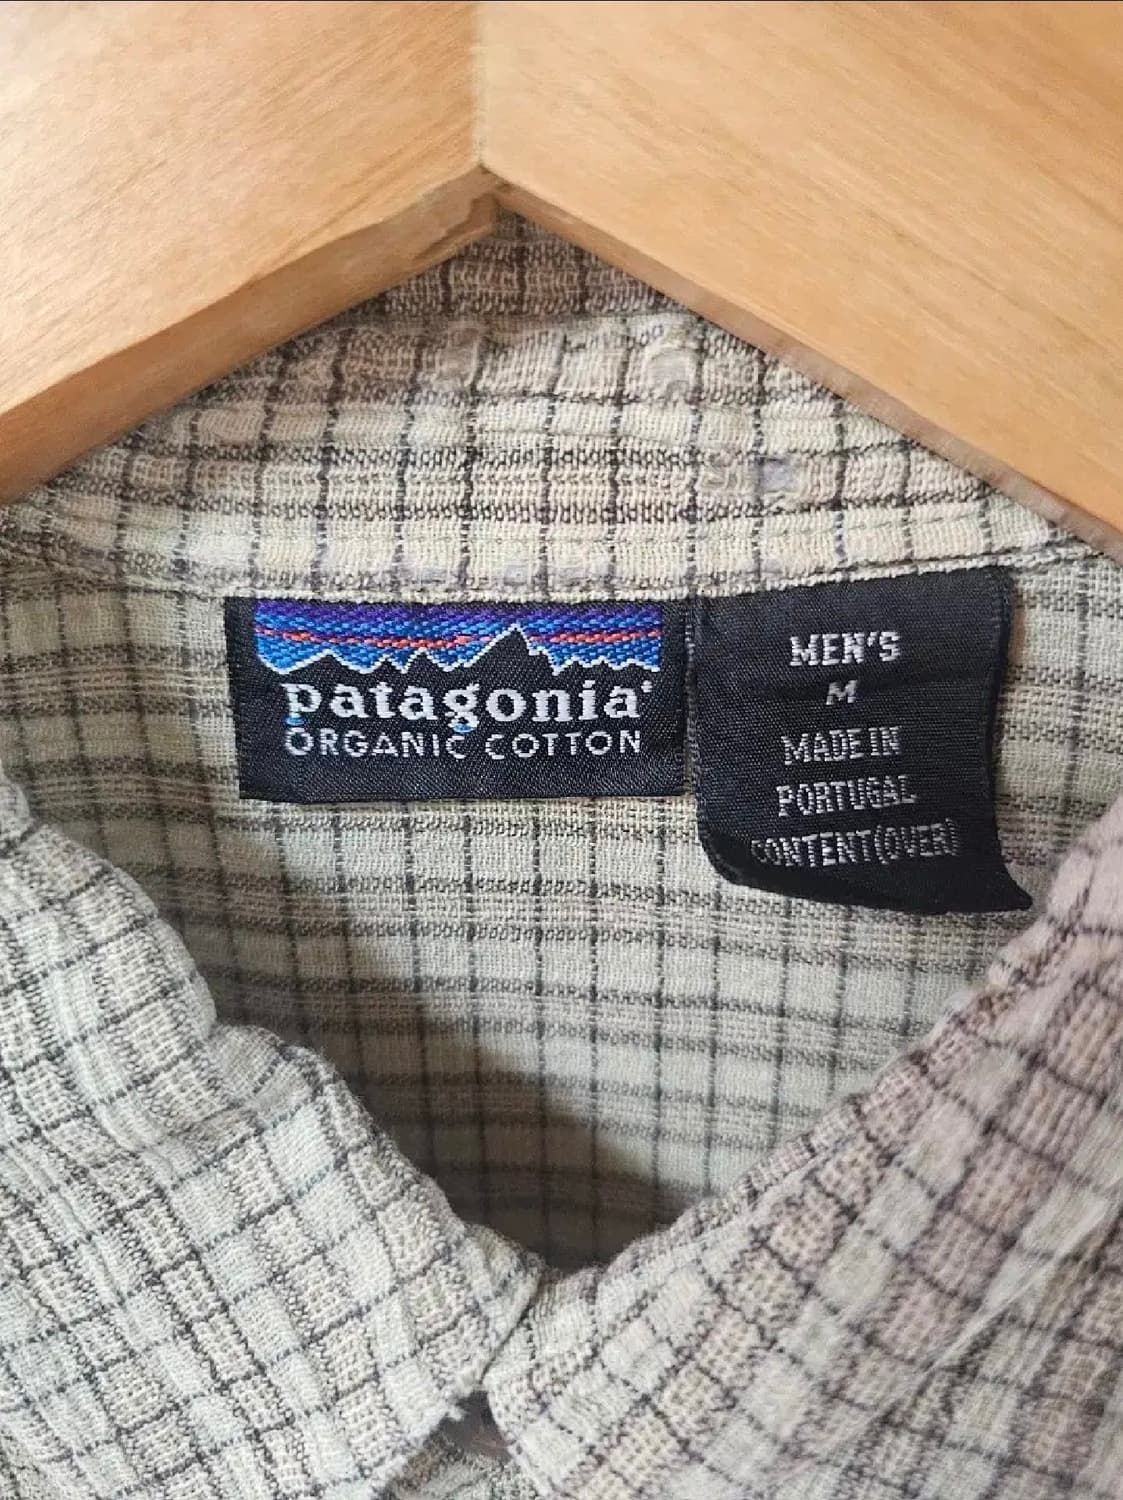 patagonia®
ORGANIC COTTON
MEN'S
M
MADE IN
PORTUGAL
CONTENT (OVER)